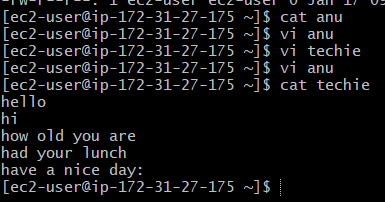 -rw-r--r--. 1 ec2-user ec2-user 0 Jan 17 09
[ec2-user@ip-172-31-27-175 ~]$ cat anu
[ec2-user@ip-172-31-27-175 ~]$ vi anu
[ec2-user@ip-172-31-27-175 ~]$ vi techie
[ec2-user@ip-172-31-27-175 ~]$ vi anu
[ec2-user@ip-172-31-27-175 ~]$ cat techie
hello
hi
how old you are
had your lunch
have a nice day:
[ec2-user@ip-172-31-27-175 ~]$